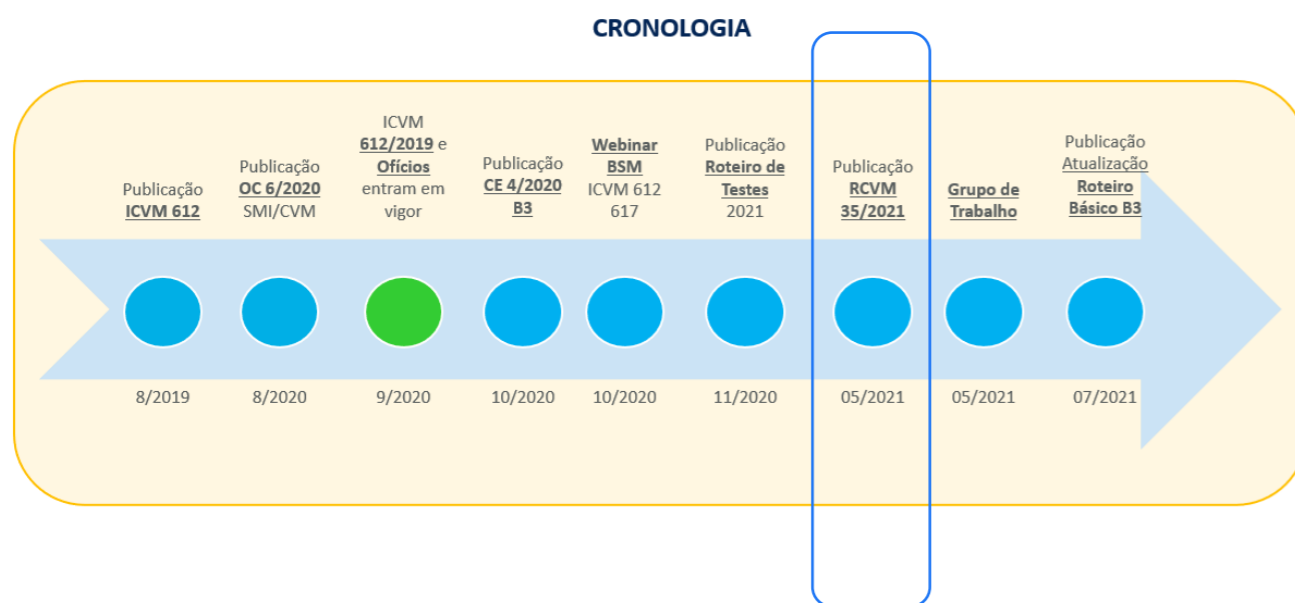 CRONOLOGIA
Publicação
ICVM 612
Publicação
OC 6/2020
SMI/CVM
ICVM
612/2019 e
Ofícios
entram em
vigor
Publicação
CE 4/2020
B3
Webinar
BSM
ICVM 612
617
Publicação
Roteiro de
Testes
2021
Publicação
RCVM
35/2021
Grupo de
Trabalho
Publicação
Atualização
Roteiro
Básico B3
8/2019
8/2020
9/2020
10/2020
10/2020
11/2020
05/2021
05/2021
07/2021